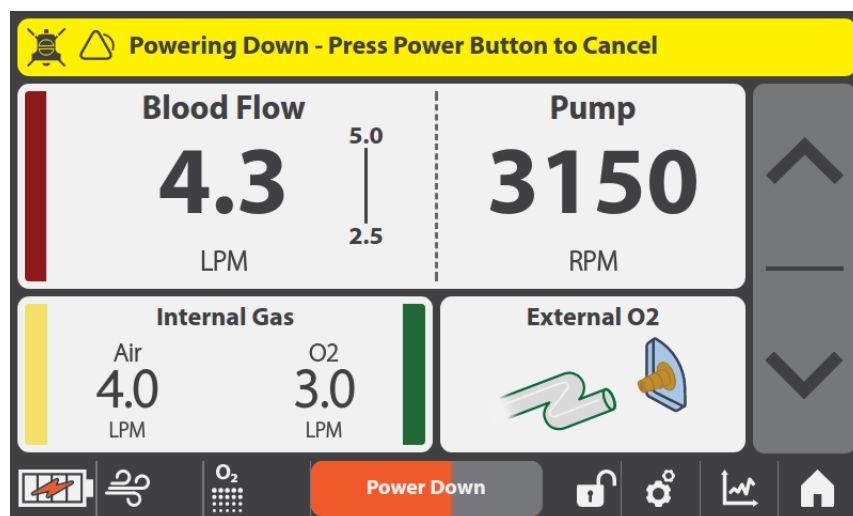 Powering Down - Press Power Button to Cancel
Blood Flow
4.3
5.0
2.5
LPM
Pump
3150
RPM
Internal Gas
Air
4.0
LPM
O2
3.0
LPM
External O2
O₂
Power Down